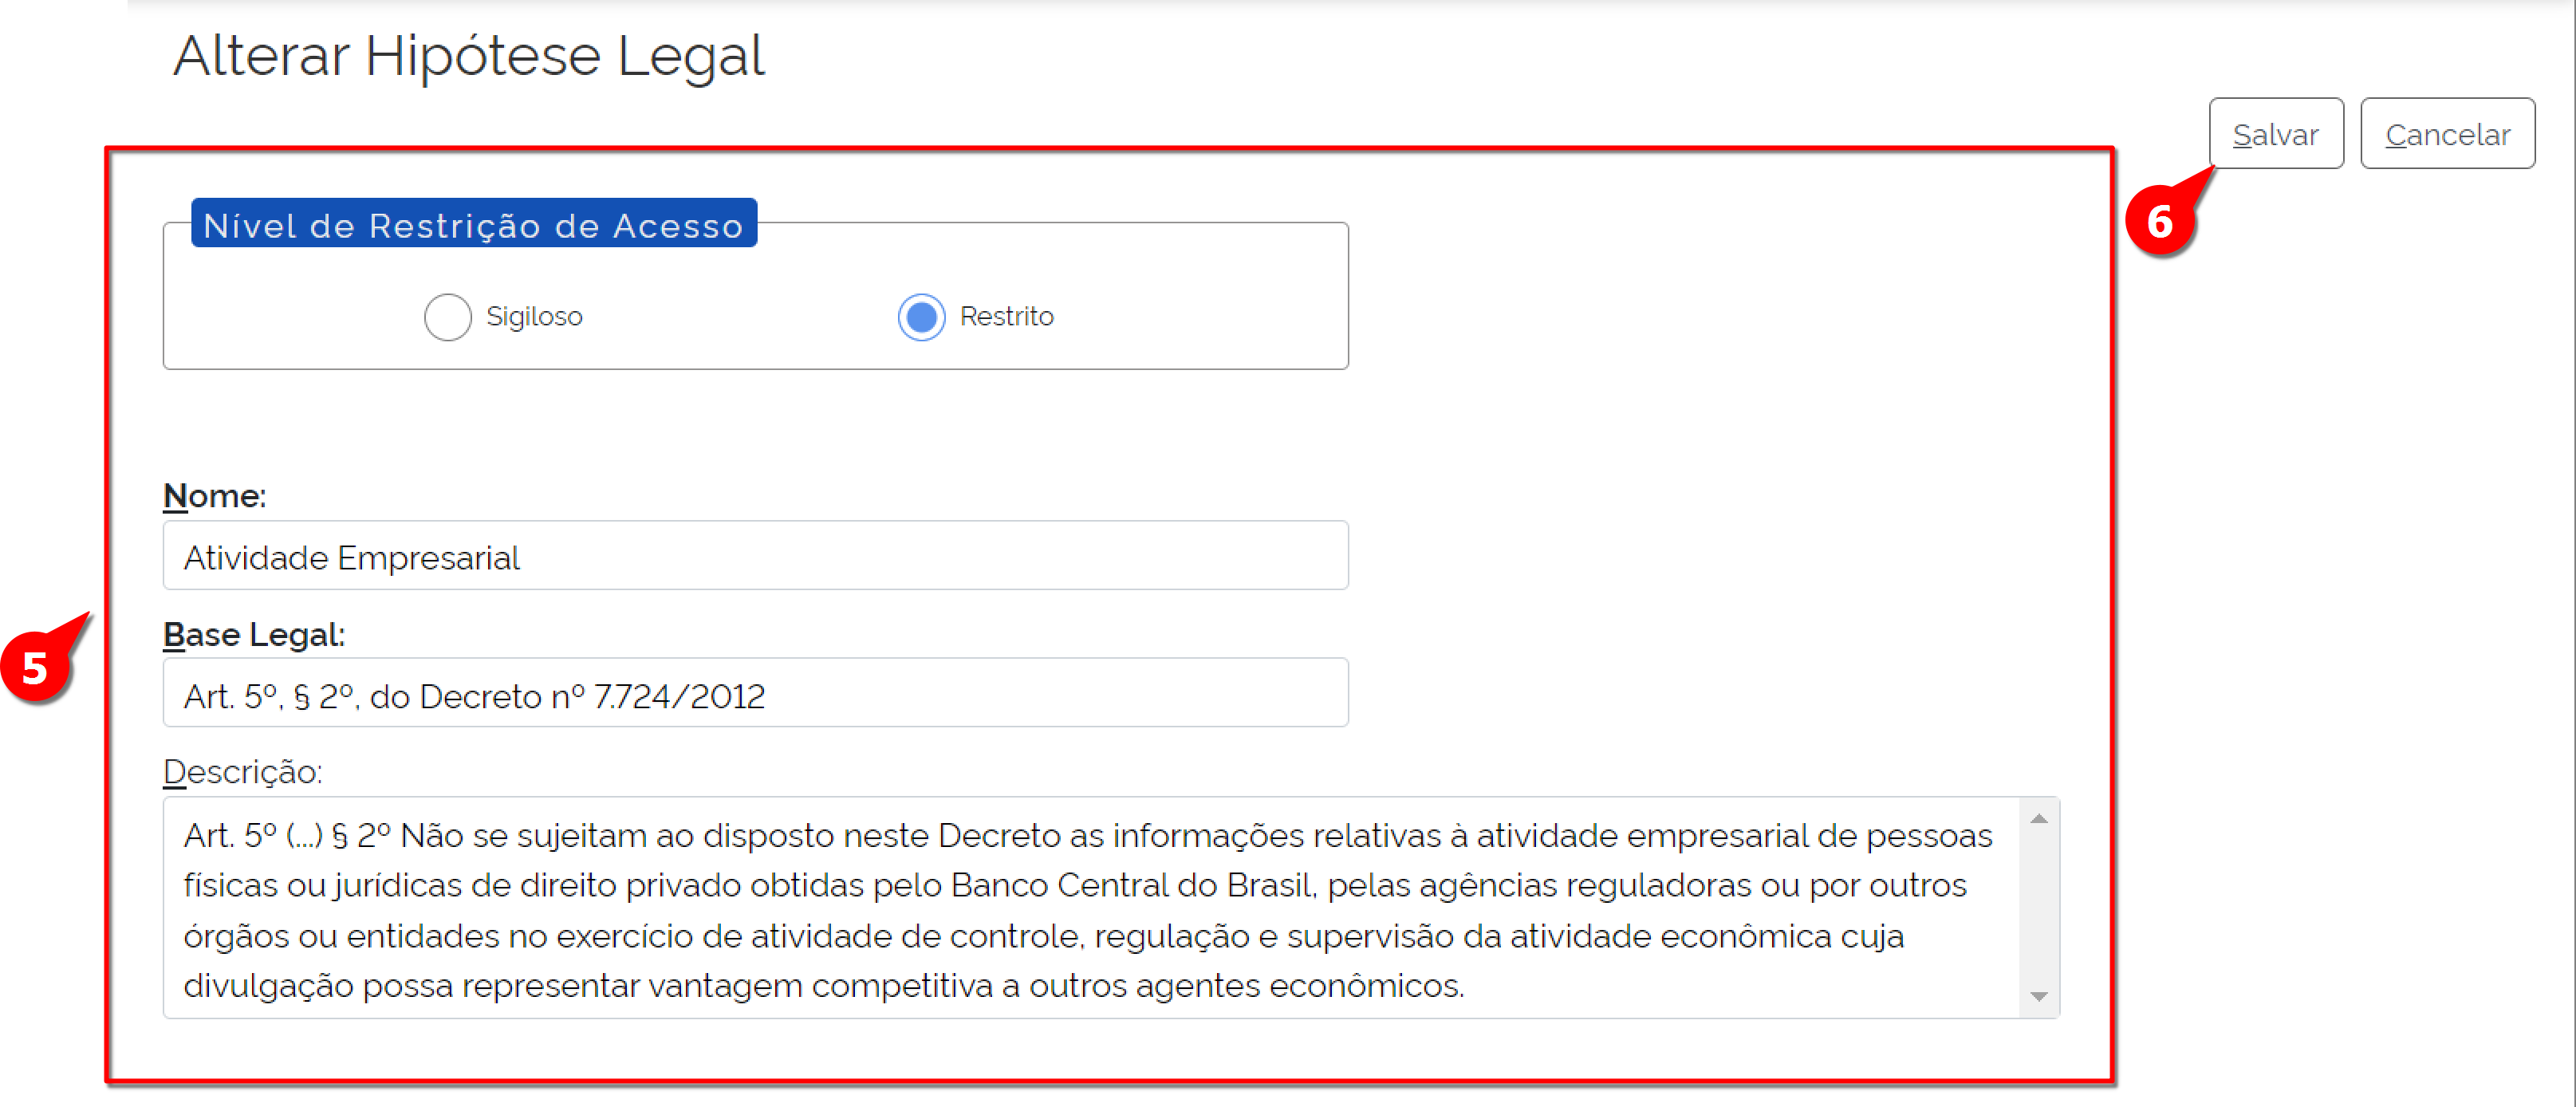 Alterar Hipótese Legal
Salvar Cancelar
6
Nível de Restrição de Acesso
Sigiloso Restrito
Nome:
Atividade Empresarial
5
Base Legal:
Art. 5º, § 2º, do Decreto nº 7.724/2012
Descrição:
Art. 5º (...) § 2º Não se sujeitam ao disposto neste Decreto as informações relativas à atividade empresarial de pessoas
físicas ou jurídicas de direito privado obtidas pelo Banco Central do Brasil, pelas agências reguladoras ou por outros
órgãos ou entidades no exercício de atividade de controle, regulação e supervisão da atividade econômica cuja
divulgação possa representar vantagem competitiva a outros agentes econômicos.